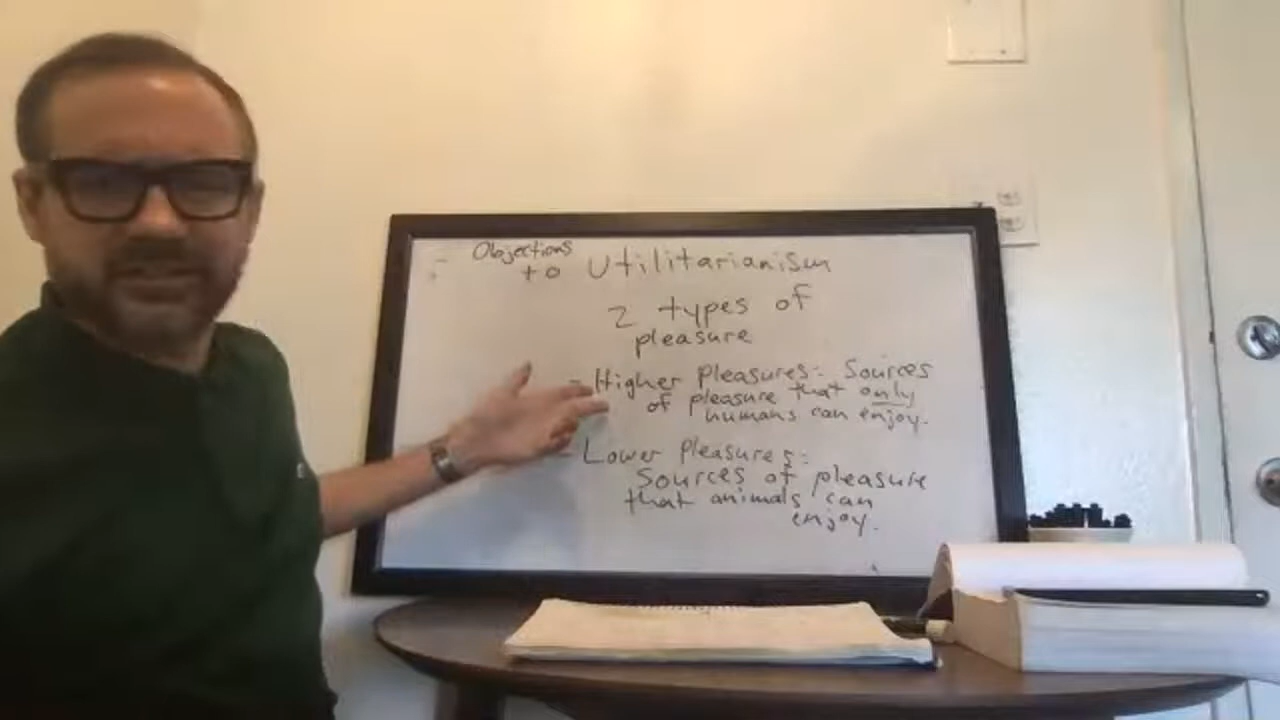 Objections
to Utilitarianism
2 types of
pleasure
- Higher Pleasures: Sources
of pleasure that only
humans can enjoy.
- Lower Pleasures:
Sources of pleasure
that animals can
enjoy.